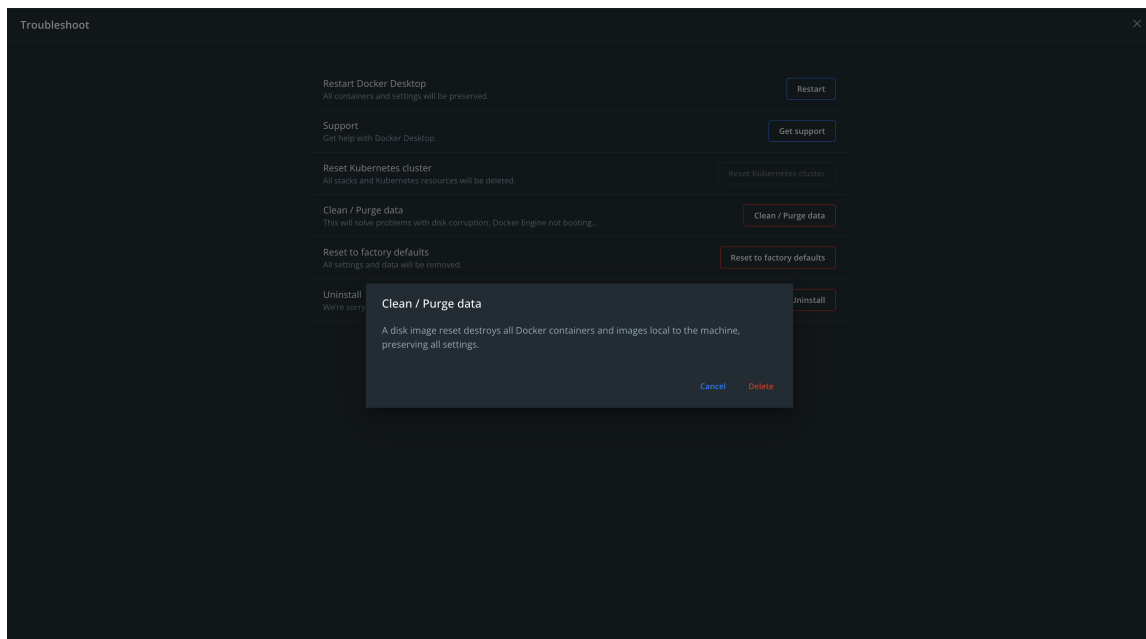 Troubleshoot
Restart Docker Desktop
All containers and settings will be preserved.
Restart
Support
Get help with Docker Desktop.
Get support
Reset Kubernetes cluster
All stacks and Kubernetes resources will be deleted.
Reset Kubernetes cluster
Clean / Purge data
This will solve problems with disk corruption, Docker Engine not booting...
Clean / Purge data
Reset to factory defaults
All settings and data will be removed.
Reset to factory defaults
Uninstall
We're sorry
Uninstall
Clean / Purge data
A disk image reset destroys all Docker containers and images local to the machine,
preserving all settings.
Cancel
Delete